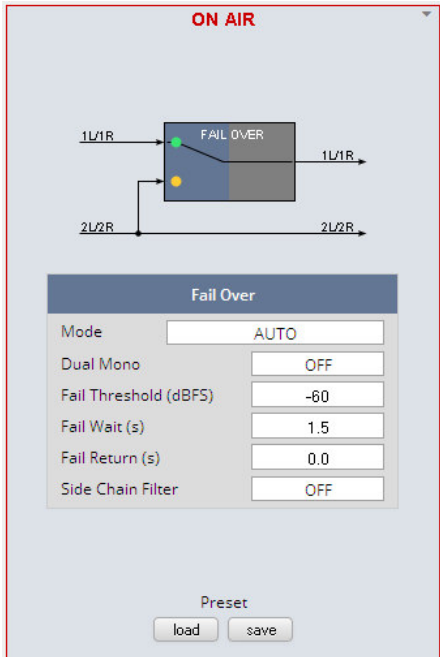 ON AIR
1L/1R
FAIL OVER
1L/1R
2L/2R
2L/2R
Fail Over
Mode AUTO
Dual Mono OFF
Fail Threshold (dBFS) -60
Fail Wait (s) 1.5
Fail Return (s) 0.0
Side Chain Filter OFF
Preset
load save